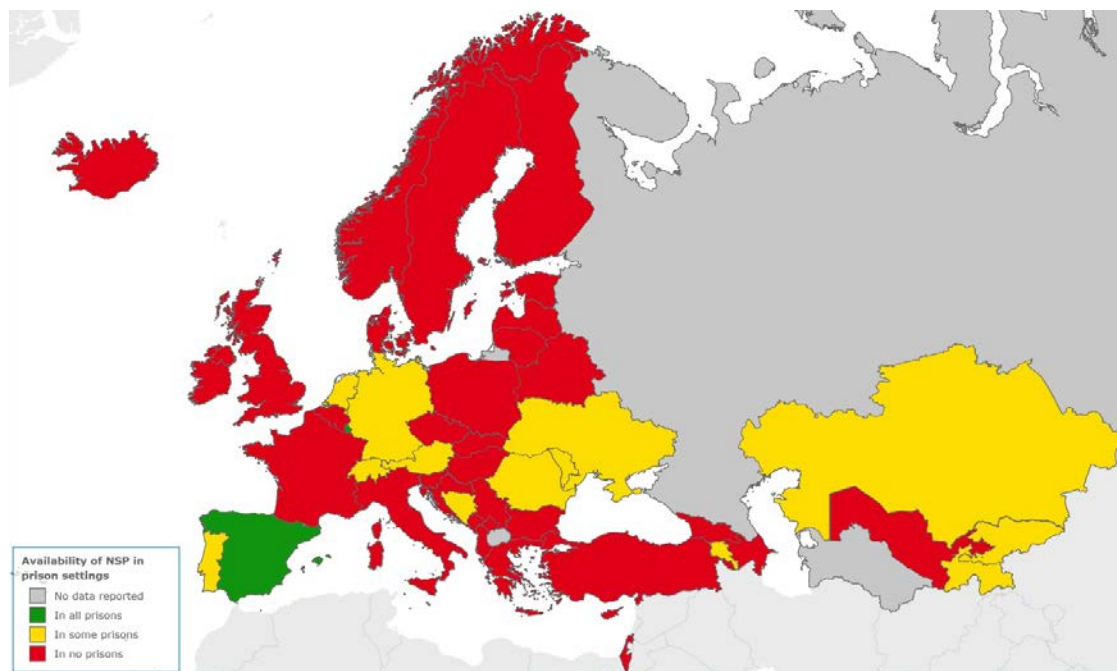 Availability of NSP in
prison settings
No data reported
In all prisons
In some prisons
In no prisons